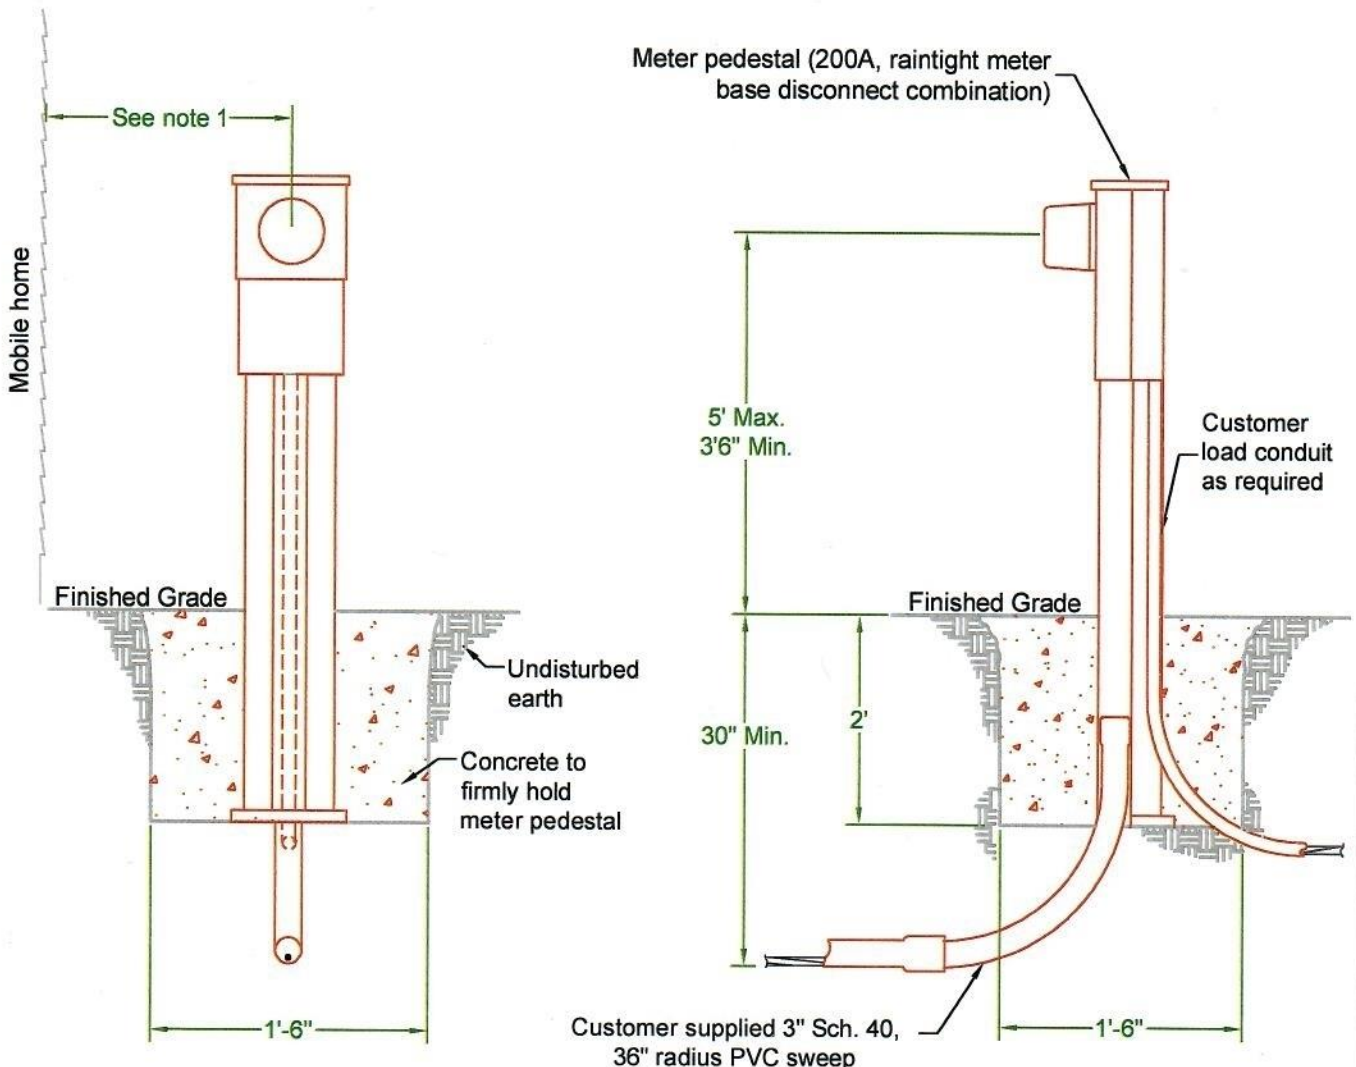 Meter pedestal (200A, raintight meter
base disconnect combination)
See note 1
Mobile home
5' Max.
3'6" Min.
Customer
load conduit
as required
Finished Grade
Finished Grade
Undisturbed
earth
2'
30" Min.
Concrete to
firmly hold
meter pedestal
1'-6"
Customer supplied 3" Sch. 40,
36" radius PVC sweep
1'-6"